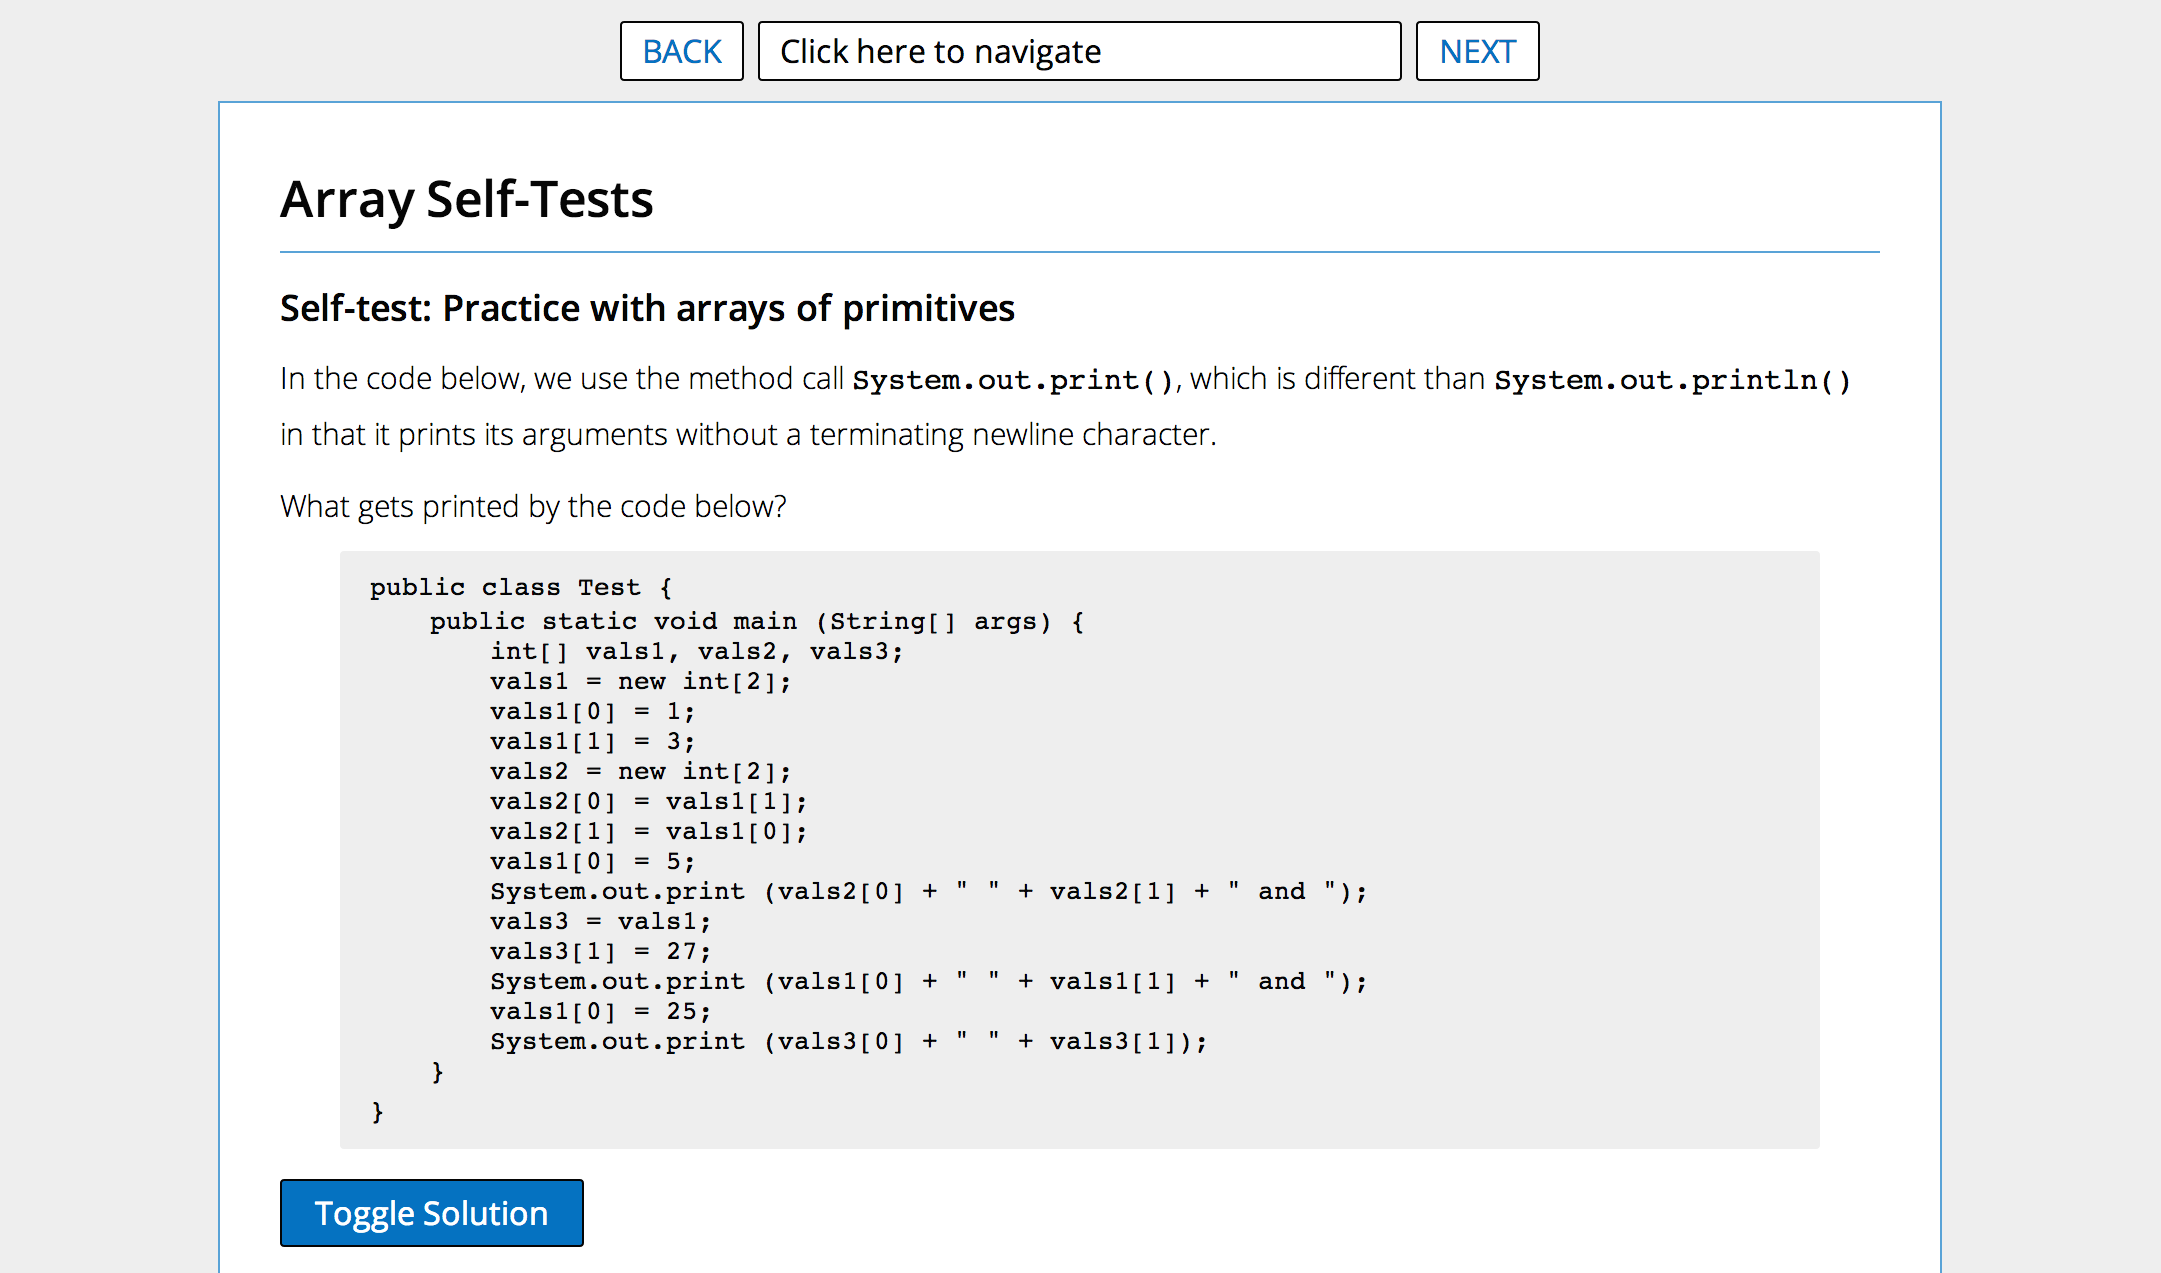 BACK Click here to navigate NEXT
Array Self-Tests
Self-test: Practice with arrays of primitives
In the code below, we use the method call System.out.print(), which is different than System.out.println()
in that it prints its arguments without a terminating newline character.
What gets printed by the code below?
public class Test {
    public static void main (String[] args) {
        int[] vals1, vals2, vals3;
        vals1 = new int[2];
        vals1[0] = 1;
        vals1[1] = 3;
        vals2 = new int[2];
        vals2[0] = vals1[1];
        vals2[1] = vals1[0];
        vals1[0] = 5;
        System.out.print (vals2[0] + " " + vals2[1] + " and ");
        vals3 = vals1;
        vals3[1] = 27;
        System.out.print (vals1[0] + " " + vals1[1] + " and ");
        vals1[0] = 25;
        System.out.print (vals3[0] + " " + vals3[1]);
    }
}
Toggle Solution